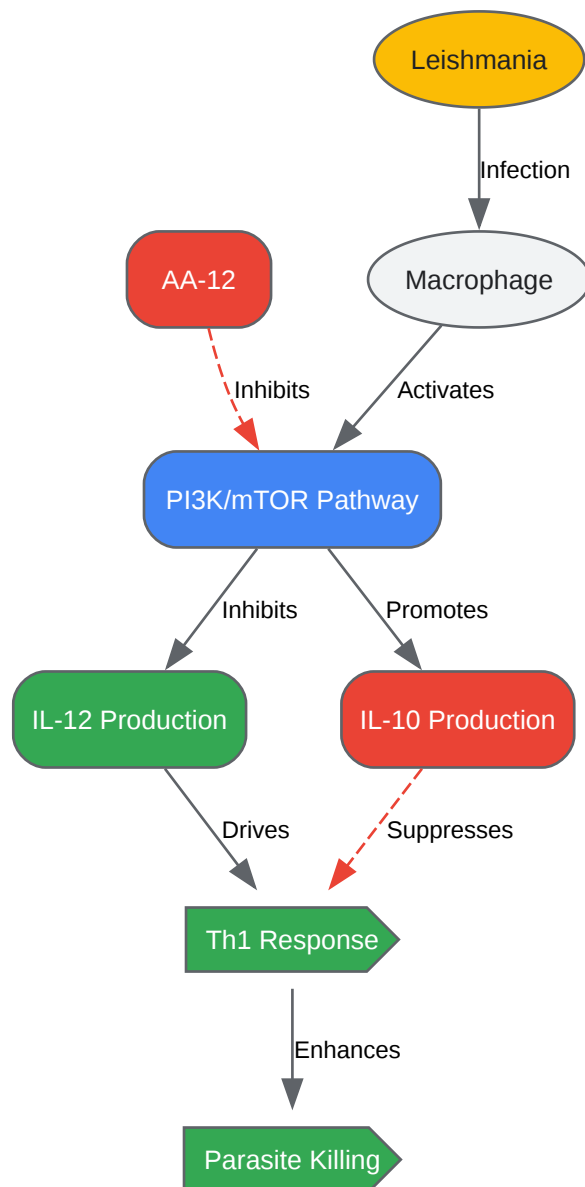 Leishmania
Infection
AA-12
Macrophage
Inhibits
Activates
PI3K/mTOR Pathway
Inhibits
Promotes
IL-12 Production
IL-10 Production
Drives
Suppresses
Th1 Response
Enhances
Parasite Killing